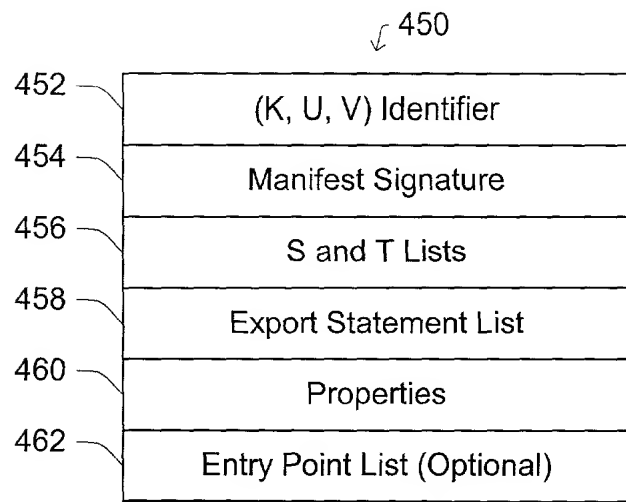 450
452 (K, U, V) Identifier
454 Manifest Signature
456 S and T Lists
458 Export Statement List
460 Properties
462 Entry Point List (Optional)